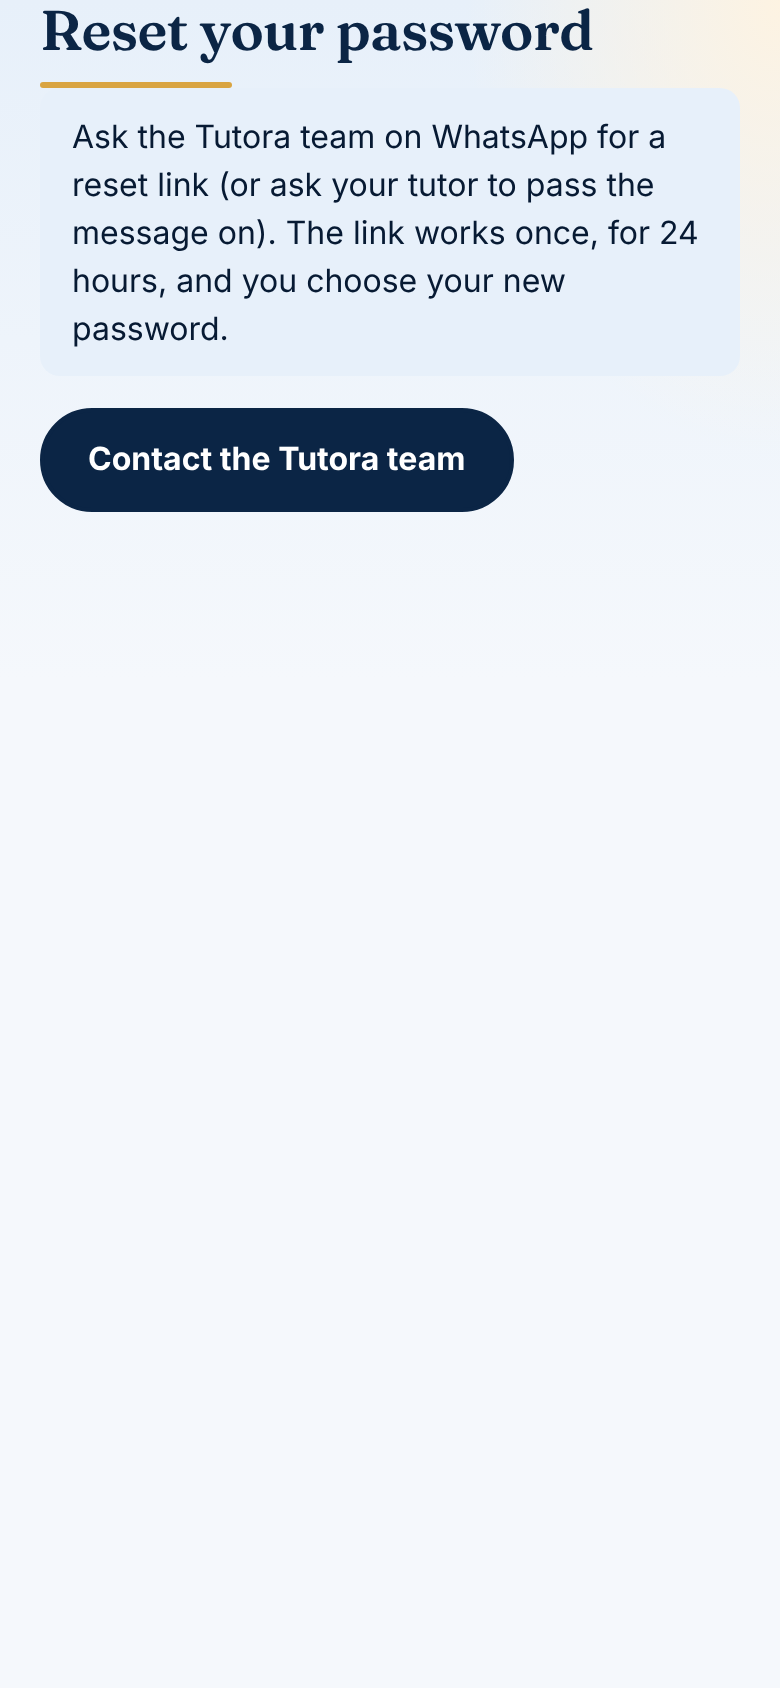 Reset your password
Ask the Tutora team on WhatsApp for a
reset link (or ask your tutor to pass the
message on). The link works once, for 24
hours, and you choose your new
password.
Contact the Tutora team